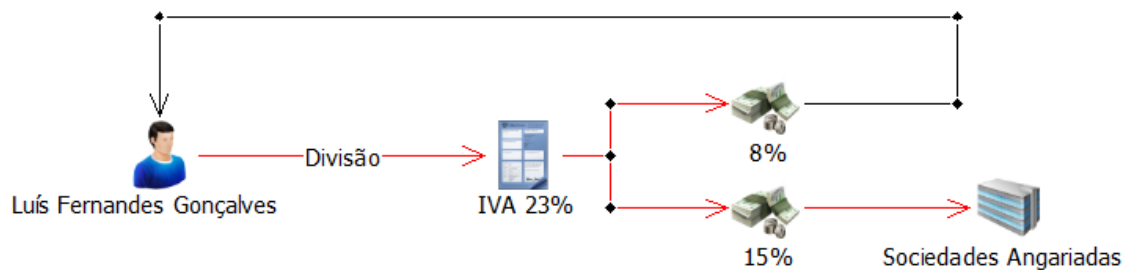 Divisão
8%
Luís Fernandes Gonçalves
IVA 23%
15%
Sociedades Angariadas